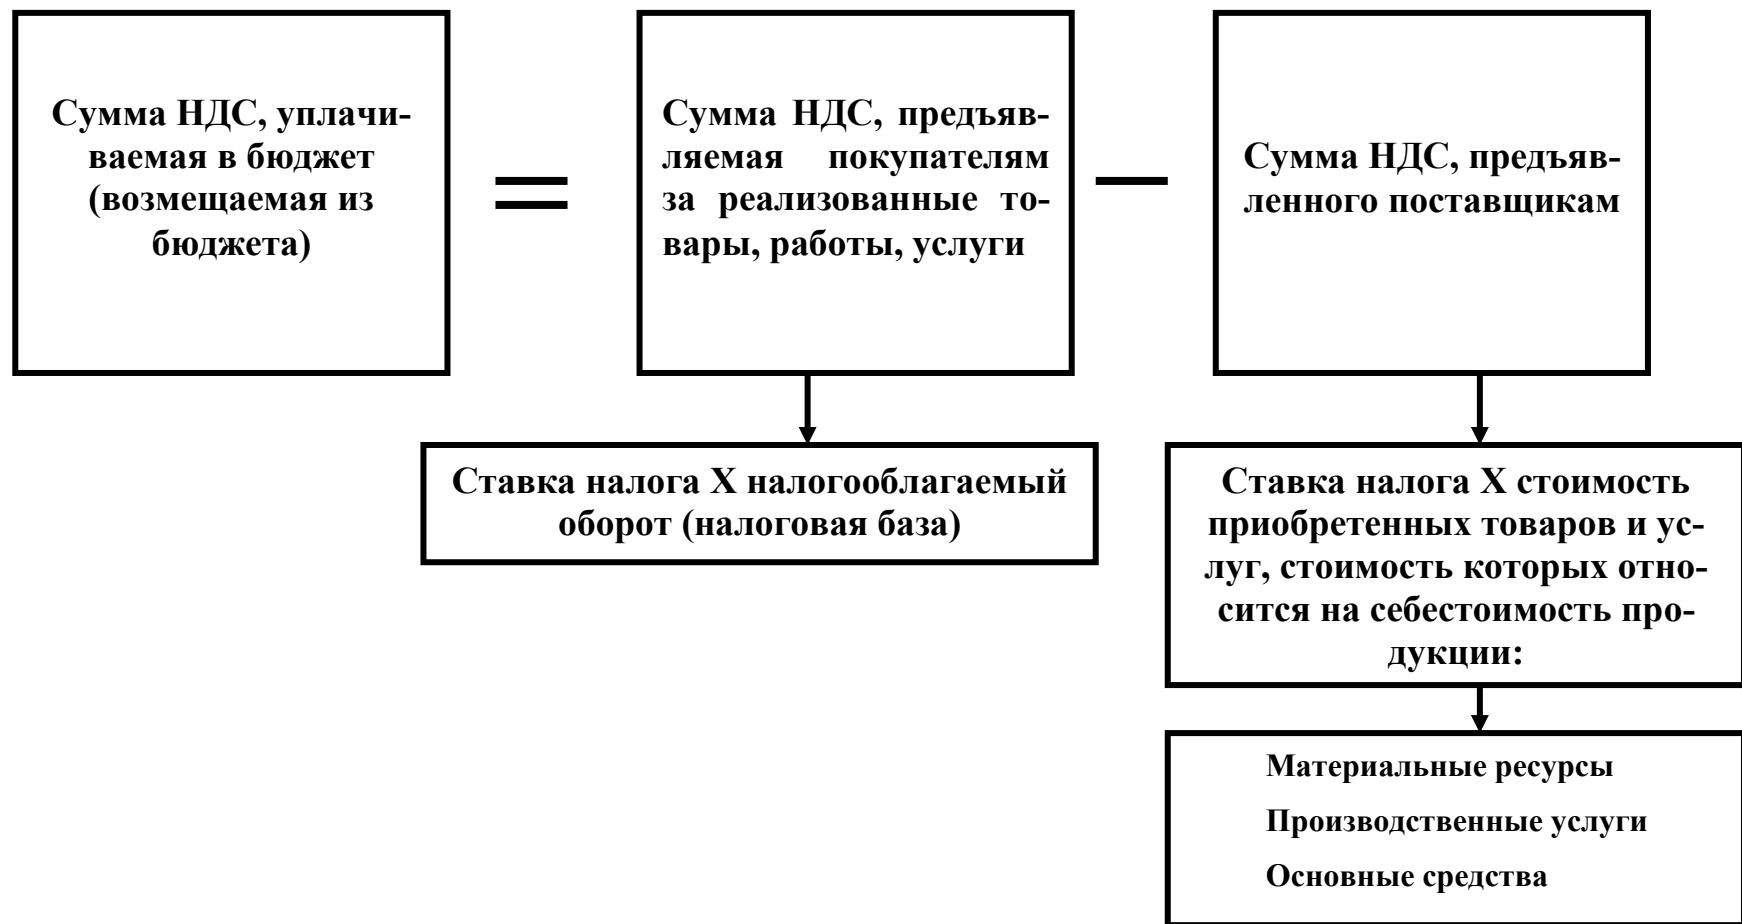 Сумма НДС, уплачи-
ваемая в бюджет
(возмещаемая из
бюджета)
=
Сумма НДС, предъяв-
ляемая покупателям
за реализованные то-
вары, работы, услуги
—
Сумма НДС, предъяв-
ленного поставщикам
Ставка налога Х налогооблагаемый
оборот (налоговая база)
Ставка налога Х стоимость
приобретенных товаров и ус-
луг, стоимость которых отно-
сится на себестоимость про-
дукции:
Материальные ресурсы
Производственные услуги
Основные средства